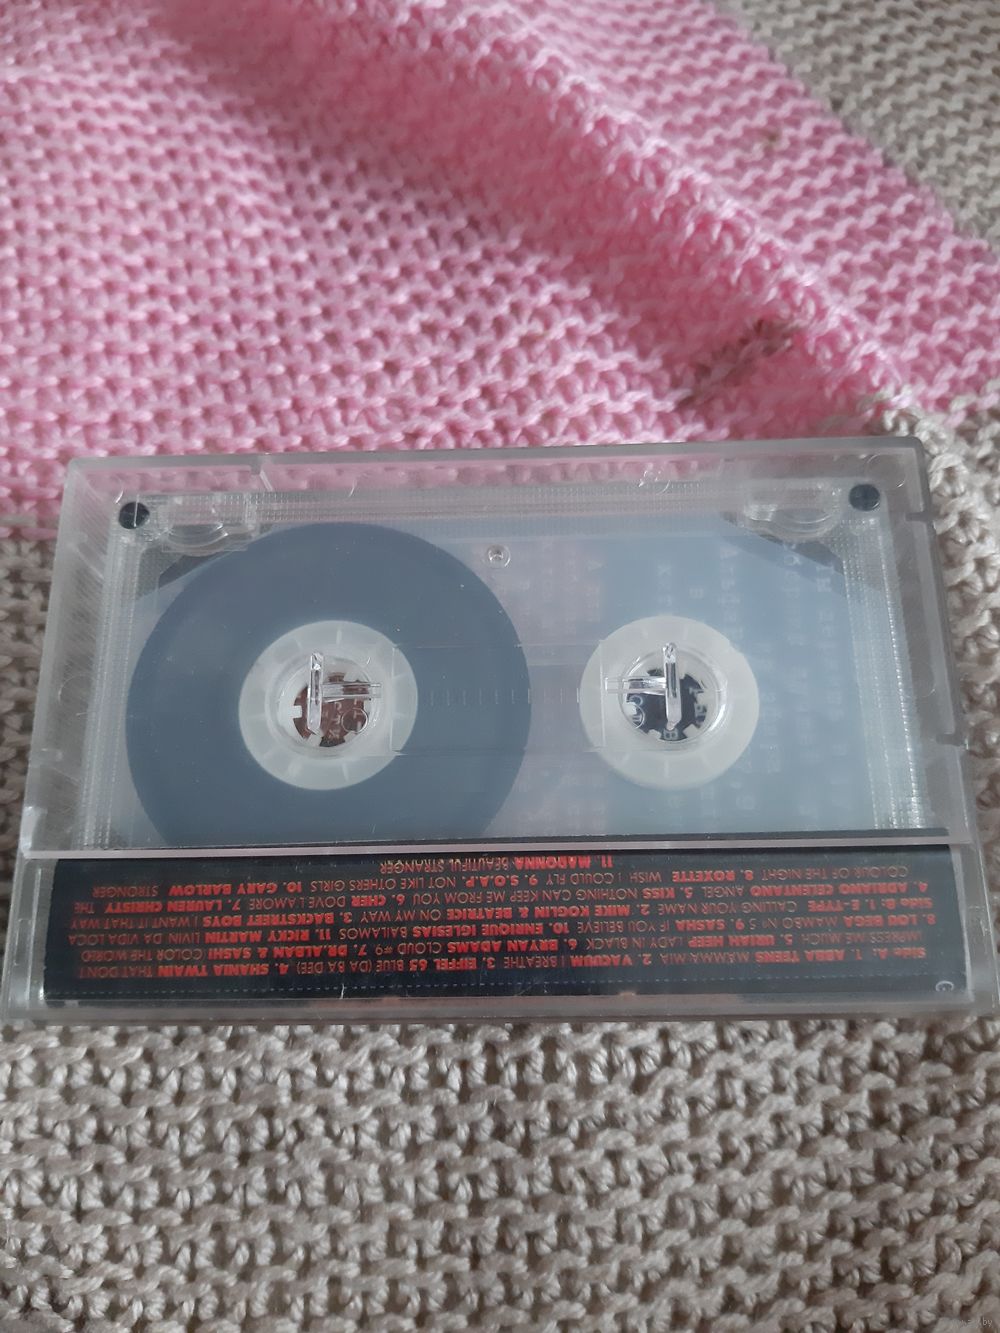 Side A: 1. ABBA TEENS MAMMA MIA 2. VACUUM I BREATHE 3. EIFFEL 65 BLUE (DA BA DEE) 4. SHANIA TWAIN THAT DON'T
IMPRESS ME MUCH 5. URIAH HEEP LADY IN BLACK 6. BRYAN ADAMS CLOUD #9 7. DR.ALBAN & SASH! COLOR THE WORLD
8. LOU BEGA MAMBO № 5 9. SASHA IF YOU BELIEVE 10. ENRIQUE IGLESIAS BAILAMOS 11. RICKY MARTIN LIVIN' DA VIDA LOCA
Side B: 1. E-TYPE CALLING YOUR NAME 2. MIKE KOGLIN & BEATRICE ON MY WAY 3. BACKSTREET BOYS I WANT IT THAT WAY
4. ADRIANO CELENTANO ANGEL 5. KISS NOTHING CAN KEEP ME FROM YOU 6. CHER DOVE L'AMORE 7. LAUREN CHRISTY THE
COLOUR OF THE NIGHT 8. ROXETTE WISH I COULD FLY 9. S.O.A.P. NOT LIKE OTHERS GIRLS 10. GARY BARLOW STRONGER
11. MADONNA BEAUTIFUL STRANGER